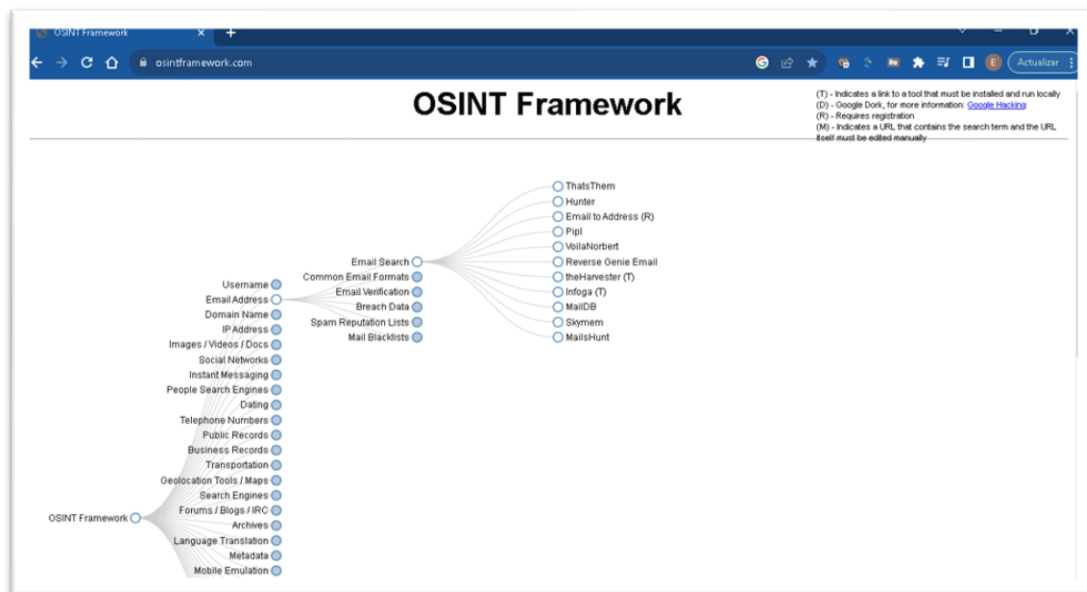 OSINT Framework
osintframework.com
E
Actualizar
OSINT Framework
(T) - Indicates a link to a tool that must be installed and run locally
(D) - Google Dork, for more information: Google Hacking
(R) - Requires registration
(M) - Indicates a URL that contains the search term and the URL
itself must be edited manually
ThatsThem
Hunter
Email to Address (R)
Pipl
VoilaNorbert
Reverse Genie Email
theHarvester (T)
Infoga (T)
MailDB
Skymem
MailsHunt
Email Search
Common Email Formats
Email Verification
Breach Data
Spam Reputation Lists
Mail Blacklists
Username
Email Address
Domain Name
IP Address
Images / Videos / Docs
Social Networks
Instant Messaging
People Search Engines
Dating
Telephone Numbers
Public Records
Business Records
Transportation
Geolocation Tools / Maps
Search Engines
Forums / Blogs / IRC
Archives
Language Translation
Metadata
Mobile Emulation
OSINT Framework